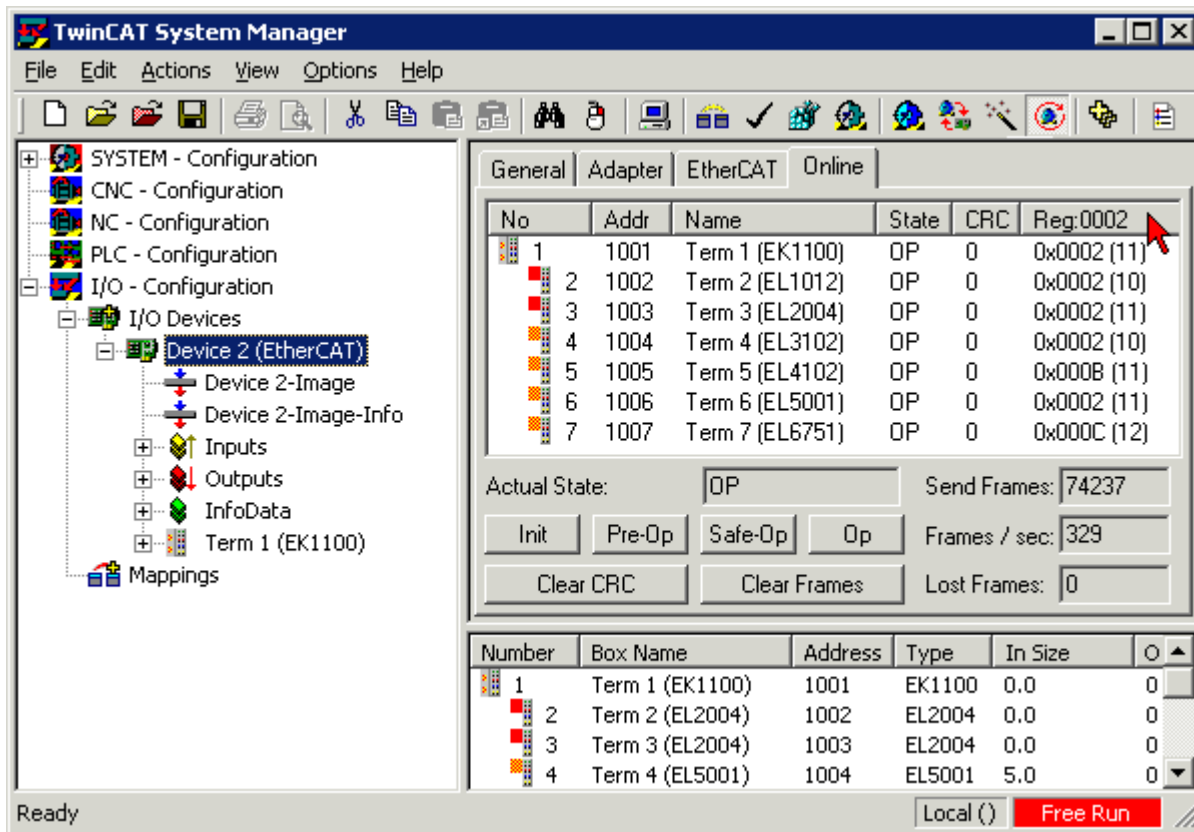 TwinCAT System Manager
File Edit Actions View Options Help
SYSTEM - Configuration
CNC - Configuration
NC - Configuration
PLC - Configuration
I/O - Configuration
I/O Devices
Device 2 (EtherCAT)
Device 2-Image
Device 2-Image-Info
Inputs
Outputs
InfoData
Term 1 (EK1100)
Mappings
General Adapter EtherCAT Online
No Addr Name State CRC Reg:0002
1 1001 Term 1 (EK1100) OP 0 0x0002 (11)
2 1002 Term 2 (EL1012) OP 0 0x0002 (10)
3 1003 Term 3 (EL2004) OP 0 0x0002 (11)
4 1004 Term 4 (EL3102) OP 0 0x0002 (10)
5 1005 Term 5 (EL4102) OP 0 0x000B (11)
6 1006 Term 6 (EL5001) OP 0 0x0002 (11)
7 1007 Term 7 (EL6751) OP 0 0x000C (12)
Actual State: OP Send Frames: 74237
Init Pre-Op Safe-Op Op Frames / sec: 329
Clear CRC Clear Frames Lost Frames: 0
Number Box Name Address Type In Size O
1 Term 1 (EK1100) 1001 EK1100 0.0 0
2 Term 2 (EL2004) 1002 EL2004 0.0 0
3 Term 3 (EL2004) 1003 EL2004 0.0 0
4 Term 4 (EL5001) 1004 EL5001 5.0 0
Ready Local () Free Run